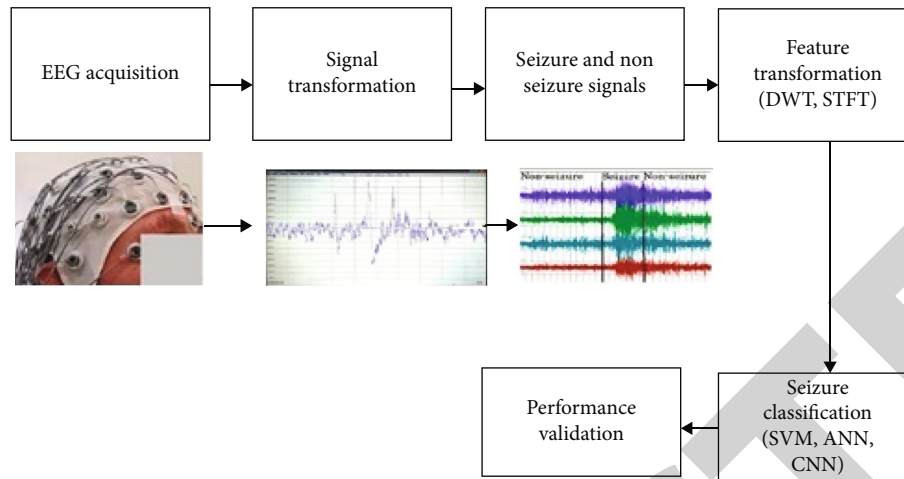 EEG acquisition
Signal
transformation
Seizure and non
seizure signals
Feature
transformation
(DWT, STFT)
Non-seizure
Seizure
Non-seizure
Performance
validation
Seizure
classification
(SVM, ANN,
CNN)